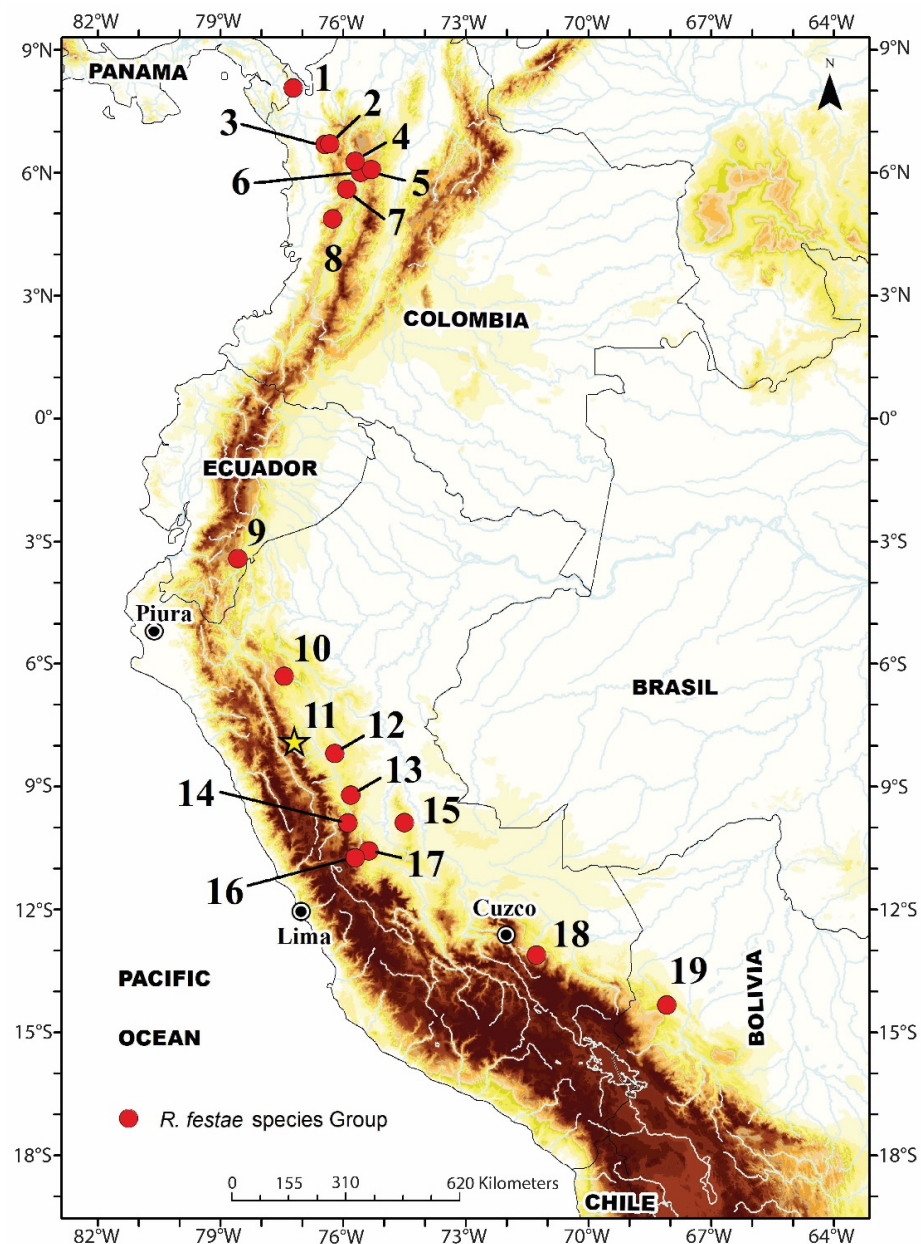 82°W 79°W 76°W 73°W 70°W 67°W 64°W
9°N 9°N
PANAMA
1
N
2
3
4
6°N 6°N
6
5
7
8
3°N 3°N
COLOMBIA
0° 0°
ECUADOR
9
3°S 3°S
Piura
10
6°S 6°S
BRASIL
11
12
13
9°S 9°S
14
15
17
16
12°S 12°S
Cuzco
Lima
18
19
PACIFIC
BOLIVIA
15°S 15°S
OCEAN
R. festae species Group
18°S 18°S
0 155 310 620 Kilometers
CHILE
82°W 79°W 76°W 73°W 70°W 67°W 64°W